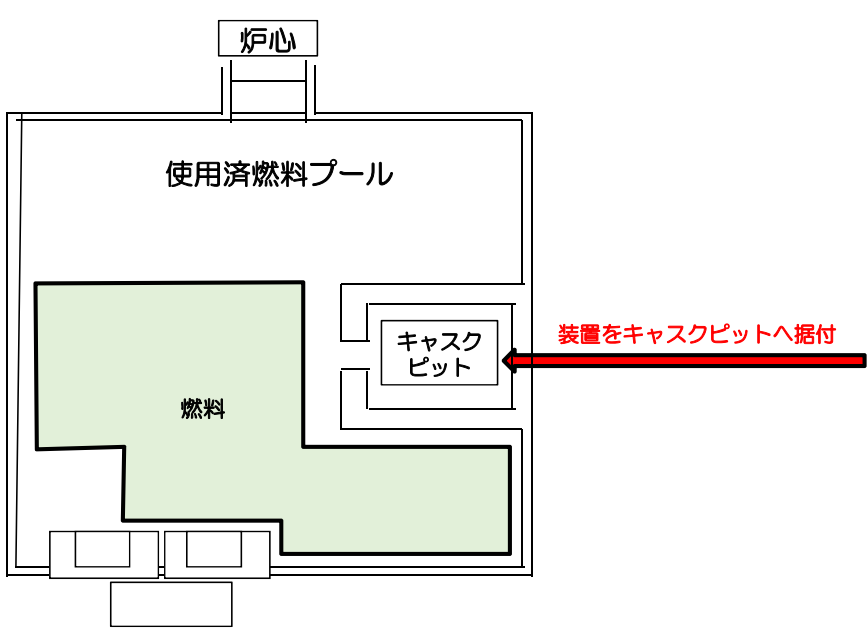 炉心
使用済燃料プール
装置をキャスクピットへ据付
キャスク
ピット
燃料